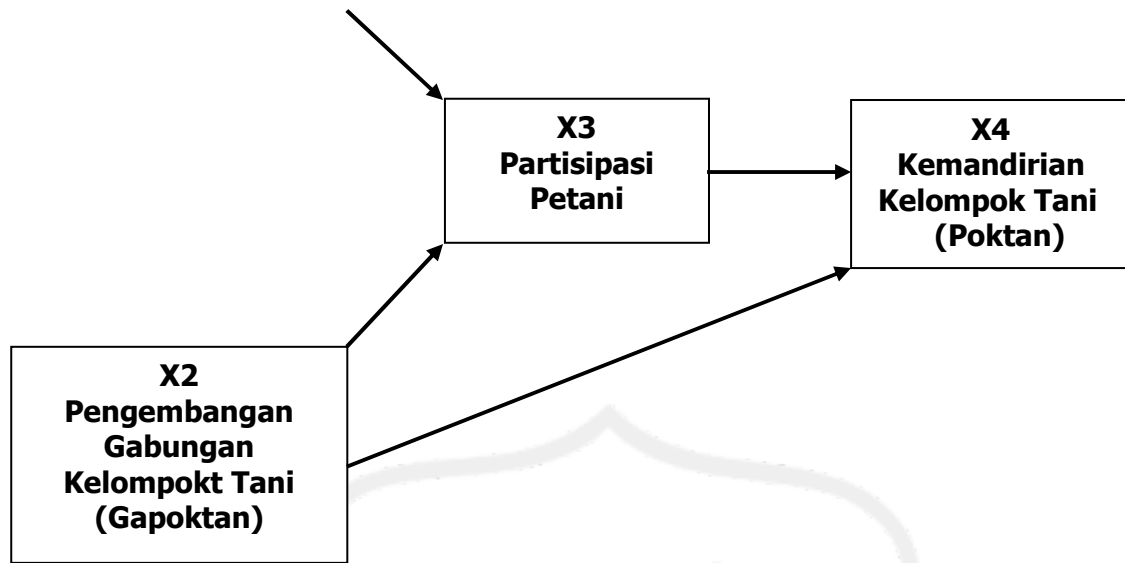 X3
Partisipasi
Petani
X4
Kemandirian
Kelompok Tani
(Poktan)
X2
Pengembangan
Gabungan
Kelompokt Tani
(Gapoktan)